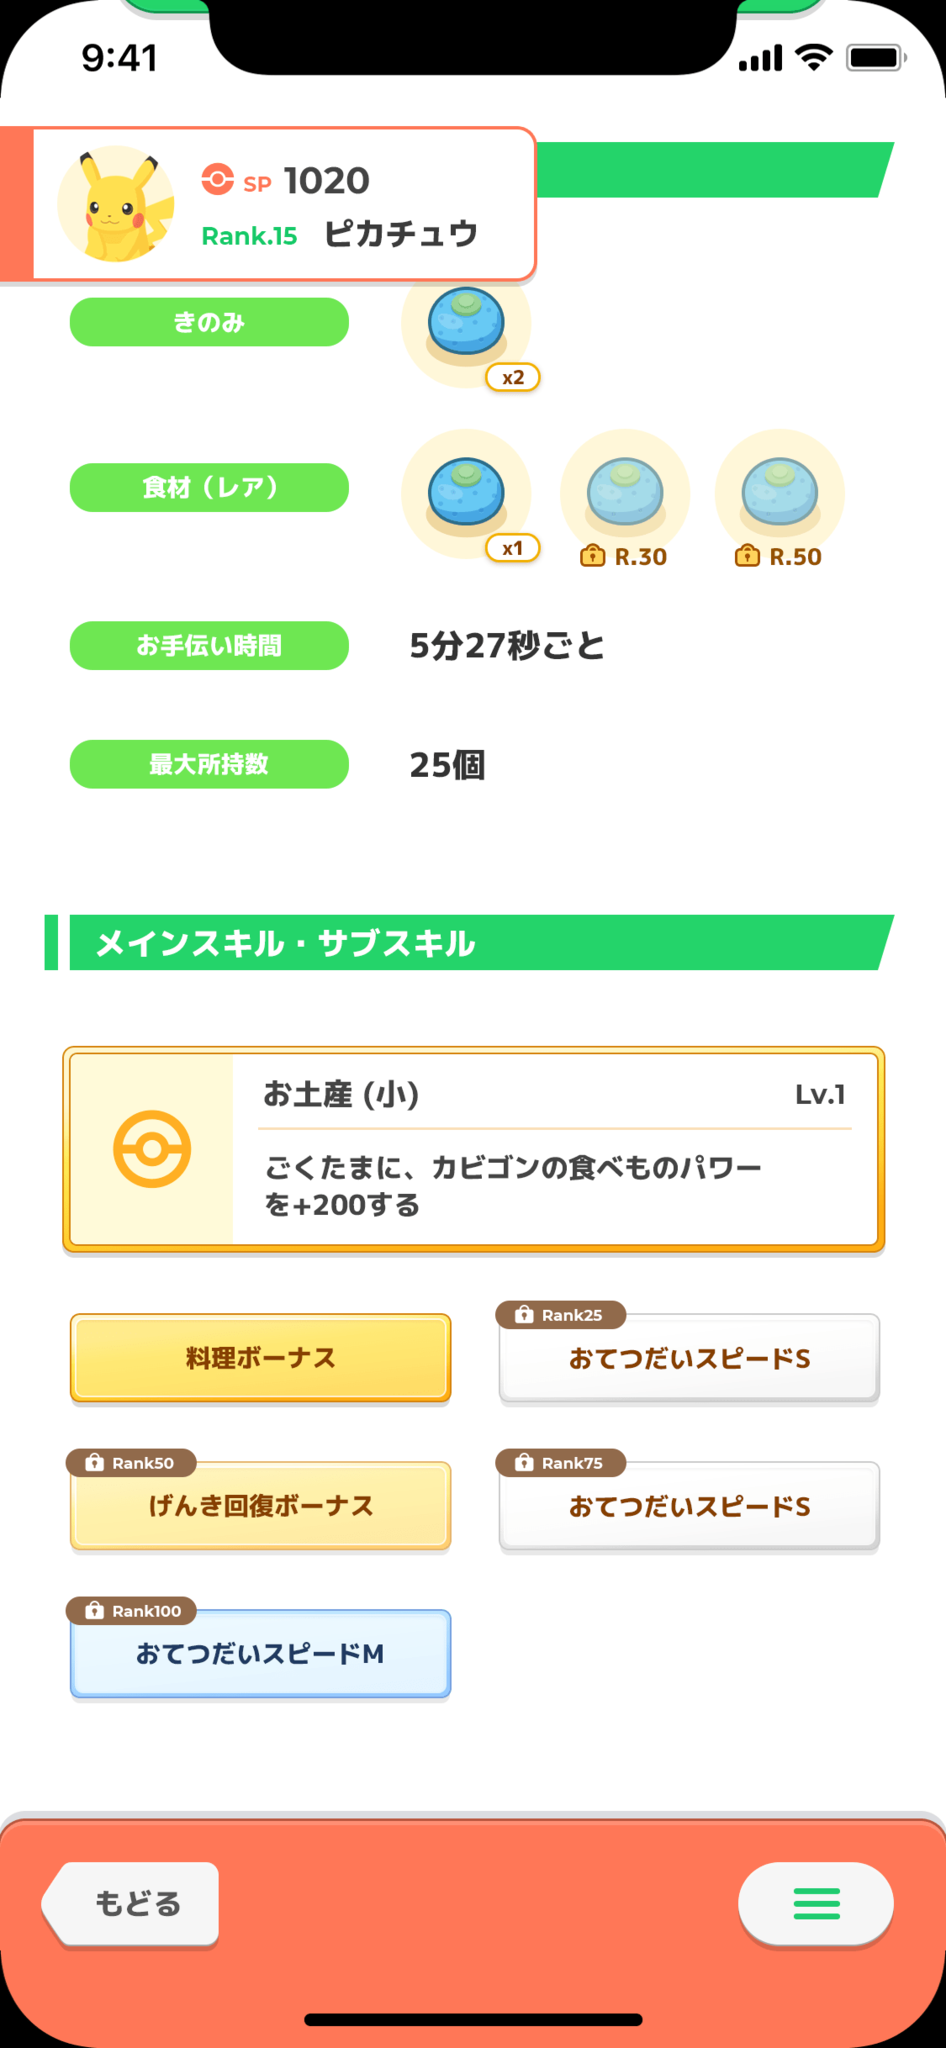 9:41
SP 1020
Rank.15 ピカチュウ
きのみ
x2
食材（レア）
x1
R.30
R.50
お手伝い時間
5分27秒ごと
最大所持数
25個
メインスキル・サブスキル
お土産 (小) Lv.1
ごくたまに、カビゴンの食べものパワー
を+200する
料理ボーナス
Rank25
おてつだいスピードS
Rank50
げんき回復ボーナス
Rank75
おてつだいスピードS
Rank100
おてつだいスピードM
もどる